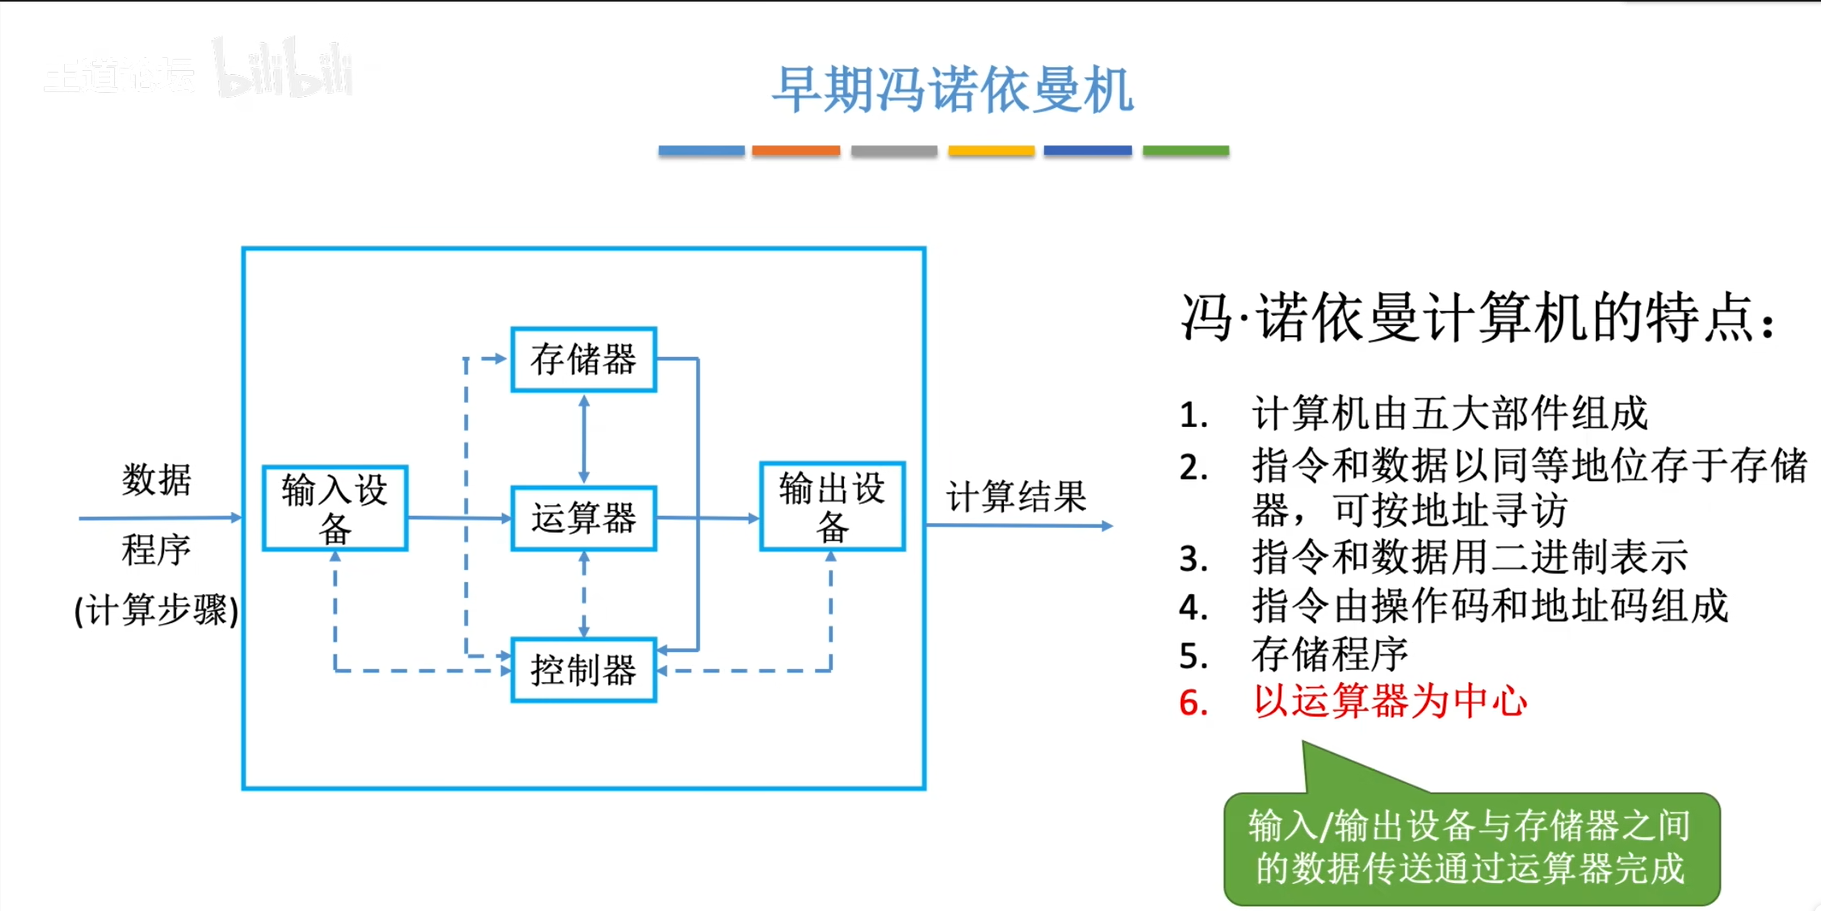 王道论坛 bilibili
早期冯诺依曼机
存储器
输入设
备
运算器
输出设
备
控制器
数据
程序
(计算步骤)
计算结果
冯·诺依曼计算机的特点：
1. 计算机由五大部件组成
2. 指令和数据以同等地位存于存储
器，可按地址寻访
3. 指令和数据用二进制表示
4. 指令由操作码和地址码组成
5. 存储程序
6. 以运算器为中心
输入/输出设备与存储器之间
的数据传送通过运算器完成